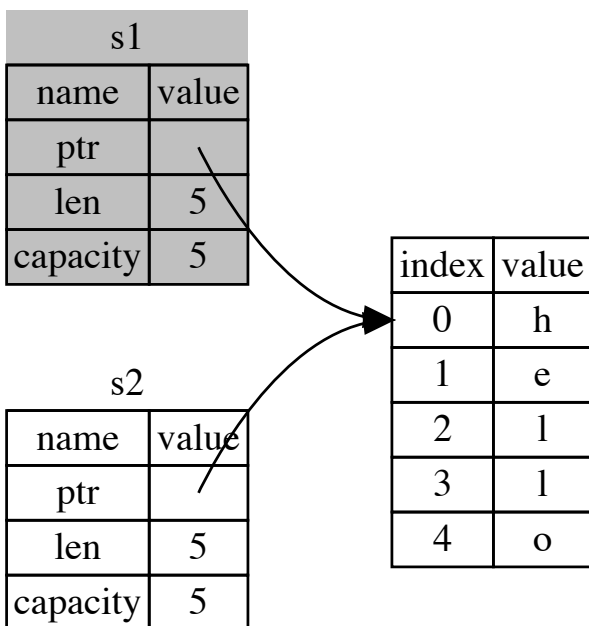 s1
name value
ptr
len 5
capacity 5
s2
name value
ptr
len 5
capacity 5
index value
0 h
1 e
2 l
3 l
4 o